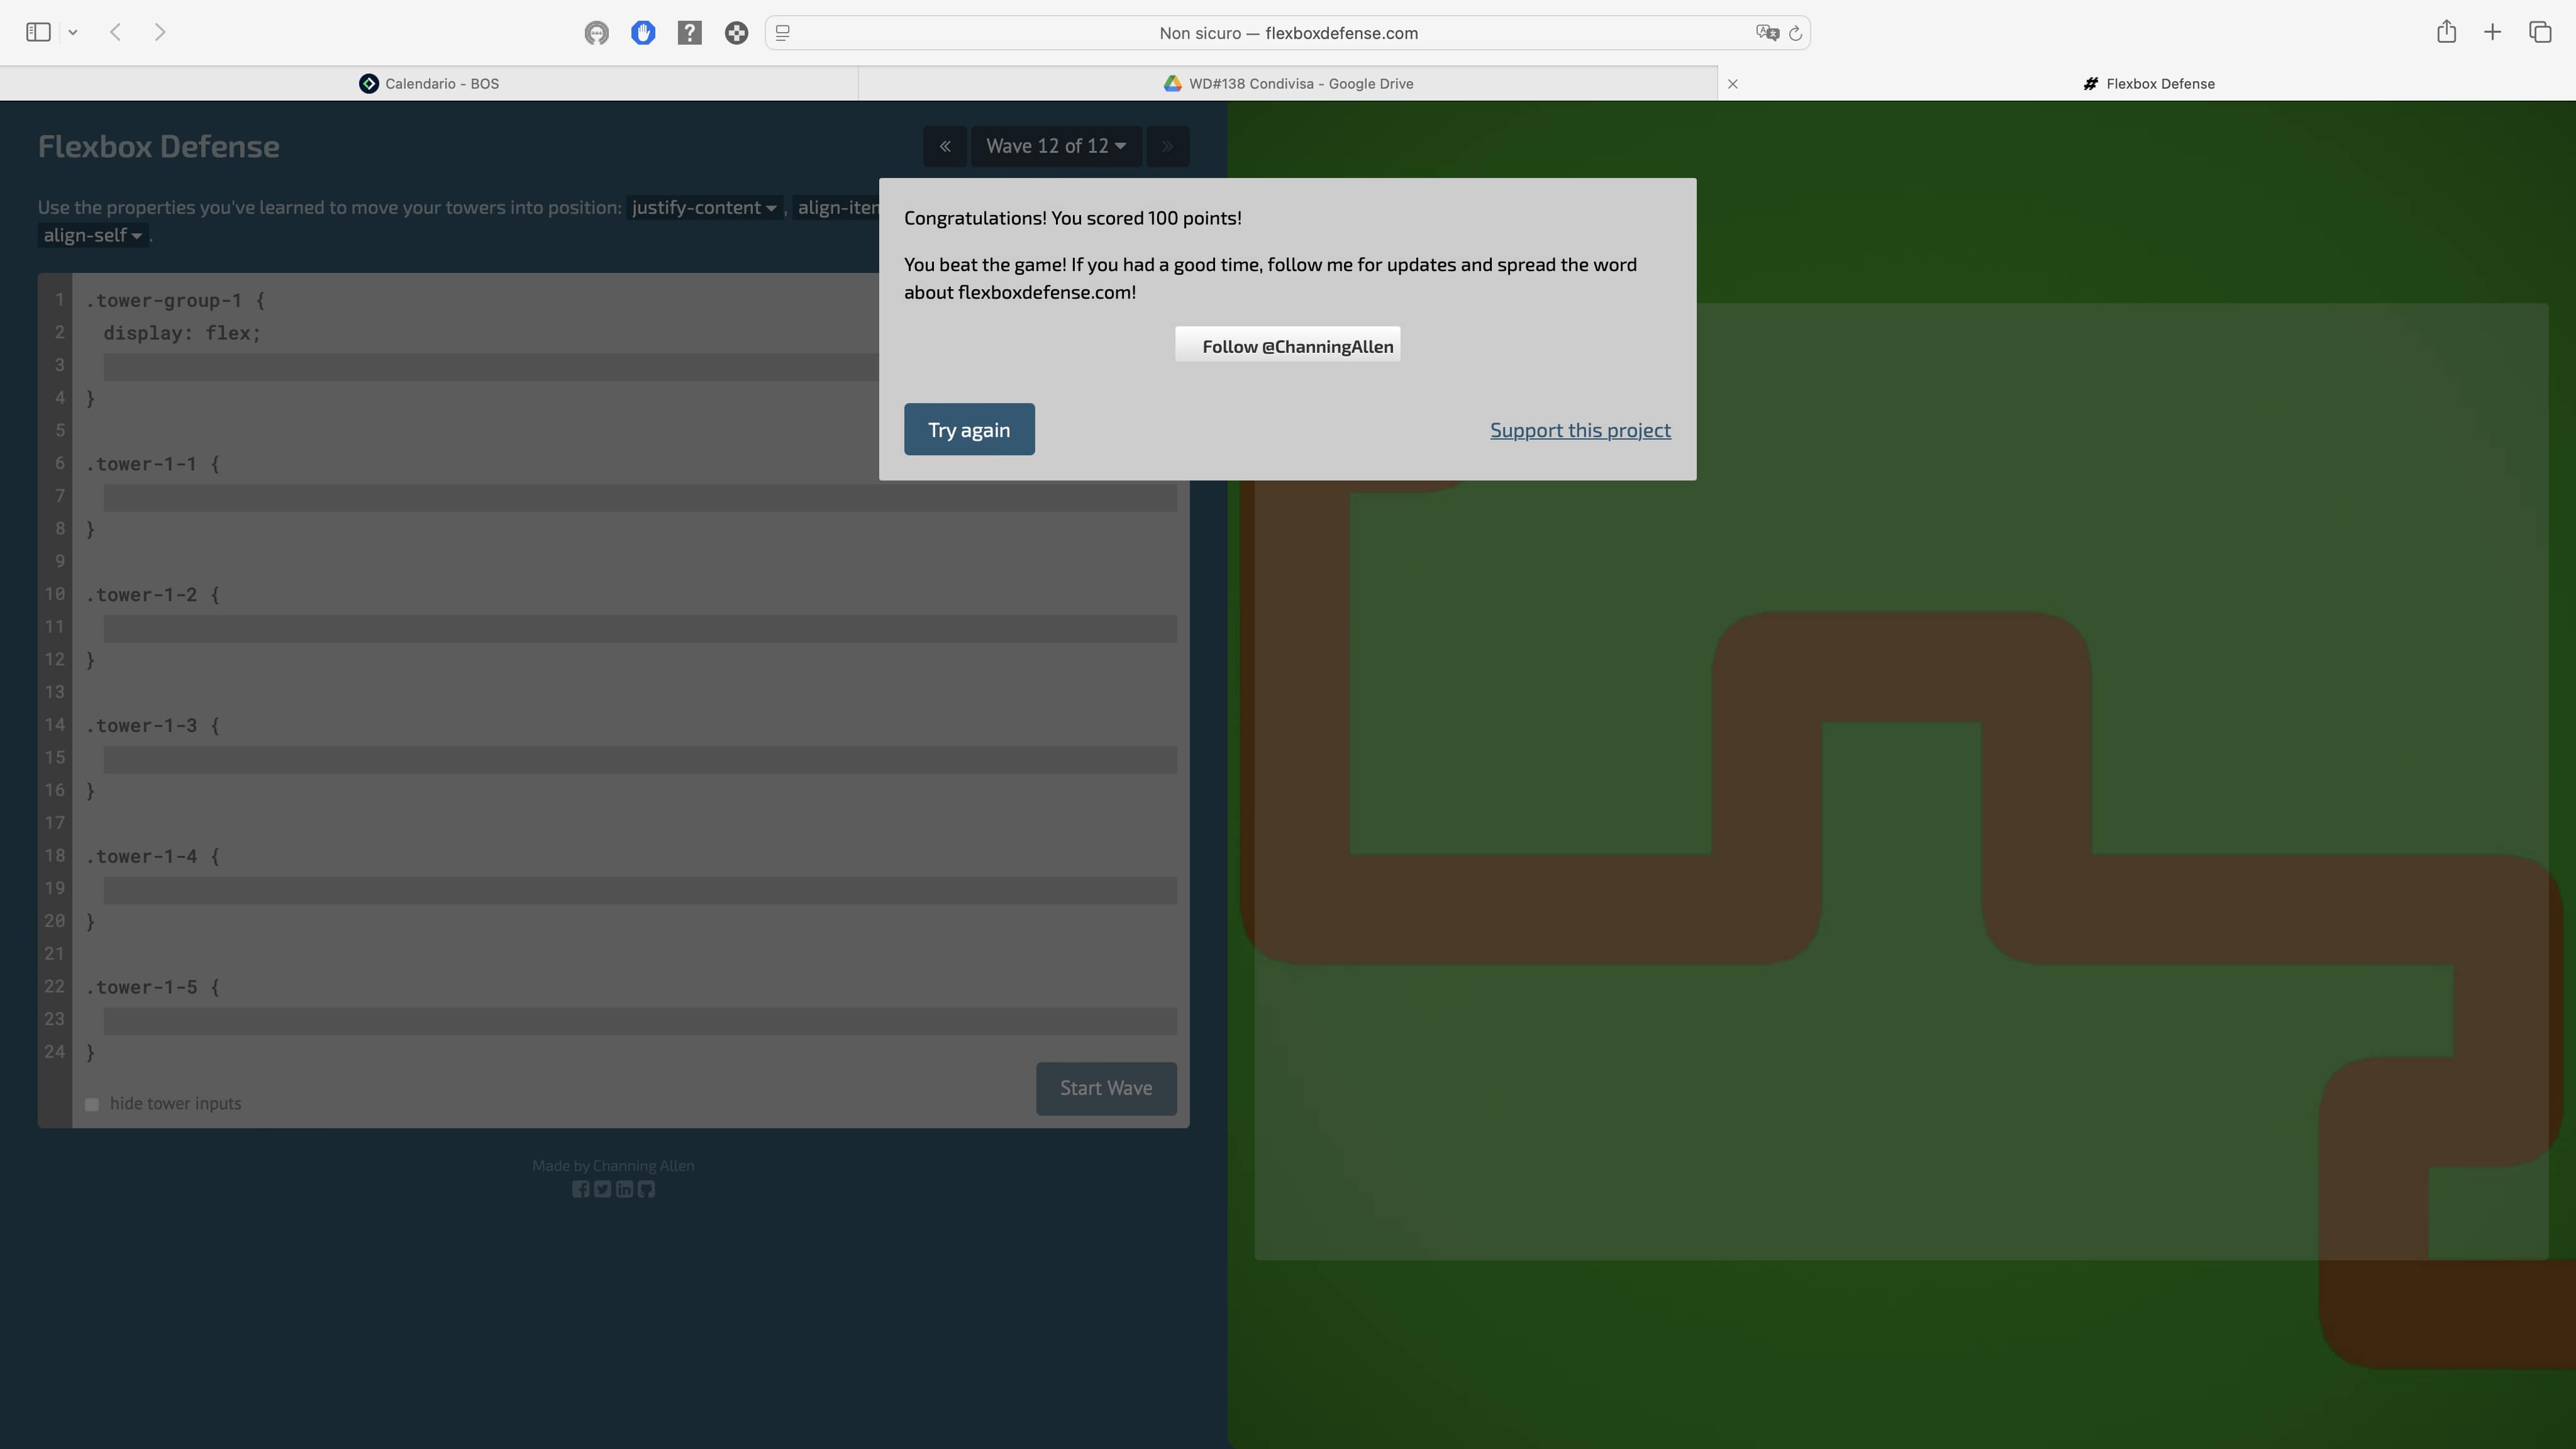 Non sicuro — flexboxdefense.com
Calendario - BOS
WD#138 Condivisa - Google Drive
Flexbox Defense
Flexbox Defense
« Wave 12 of 12 »
Use the properties you've learned to move your towers into position: justify-content , align-iten
align-self .
Congratulations! You scored 100 points!
You beat the game! If you had a good time, follow me for updates and spread the word
about flexboxdefense.com!
Follow @ChanningAllen
Try again
Support this project
1 .tower-group-1 {
2 display: flex;
3
4 }
5
6 .tower-1-1 {
7
8 }
9
10 .tower-1-2 {
11
12 }
13
14 .tower-1-3 {
15
16 }
17
18 .tower-1-4 {
19
20 }
21
22 .tower-1-5 {
23
24 }
hide tower inputs
Start Wave
Made by Channing Allen